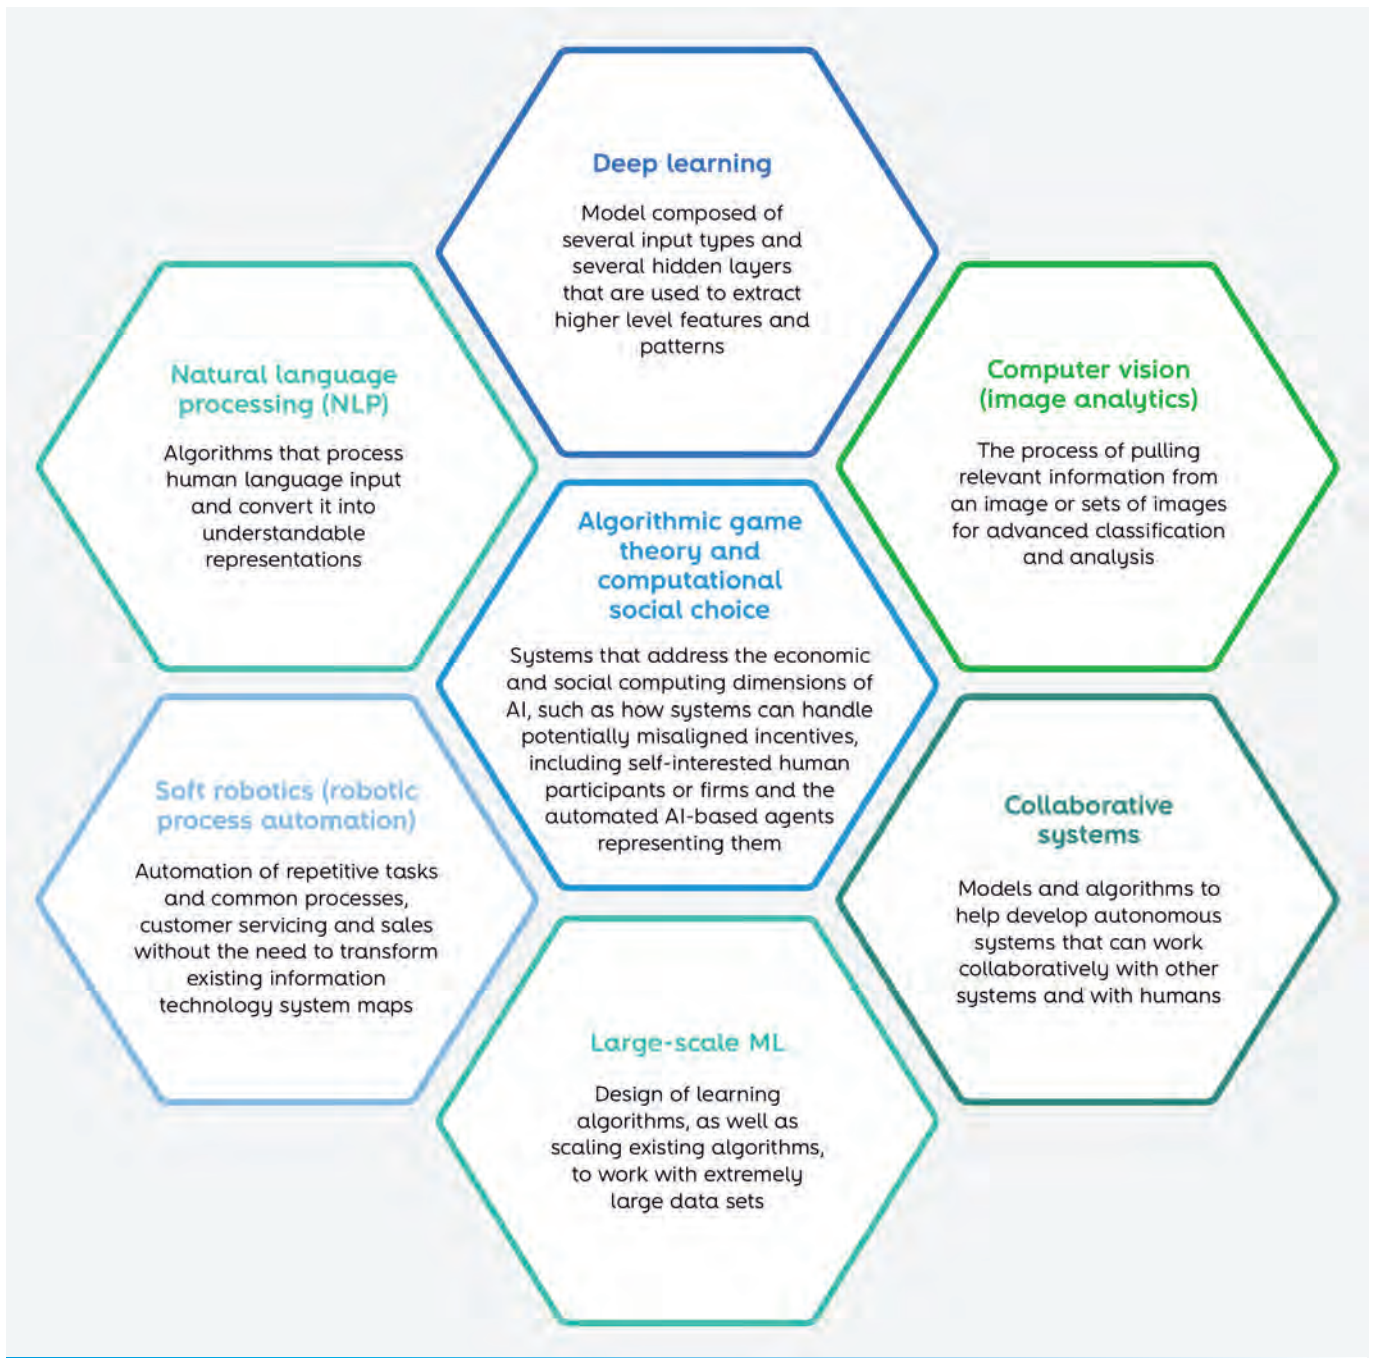 Deep learning
Model composed of
several input types and
several hidden layers
that are used to extract
higher level features and
patterns
Natural language
processing (NLP)
Algorithms that process
human language input
and convert it into
understandable
representations
Computer vision
(image analytics)
The process of pulling
relevant information from
an image or sets of images
for advanced classification
and analysis
Algorithmic game
theory and
computational
social choice
Systems that address the economic
and social computing dimensions of
AI, such as how systems can handle
potentially misaligned incentives,
including self-interested human
participants or firms and the
automated AI-based agents
representing them
Soft robotics (robotic
process automation)
Automation of repetitive tasks
and common processes,
customer servicing and sales
without the need to transform
existing information
technology system maps
Collaborative
systems
Models and algorithms to
help develop autonomous
systems that can work
collaboratively with other
systems and with humans
Large-scale ML
Design of learning
algorithms, as well as
scaling existing algorithms,
to work with extremely
large data sets